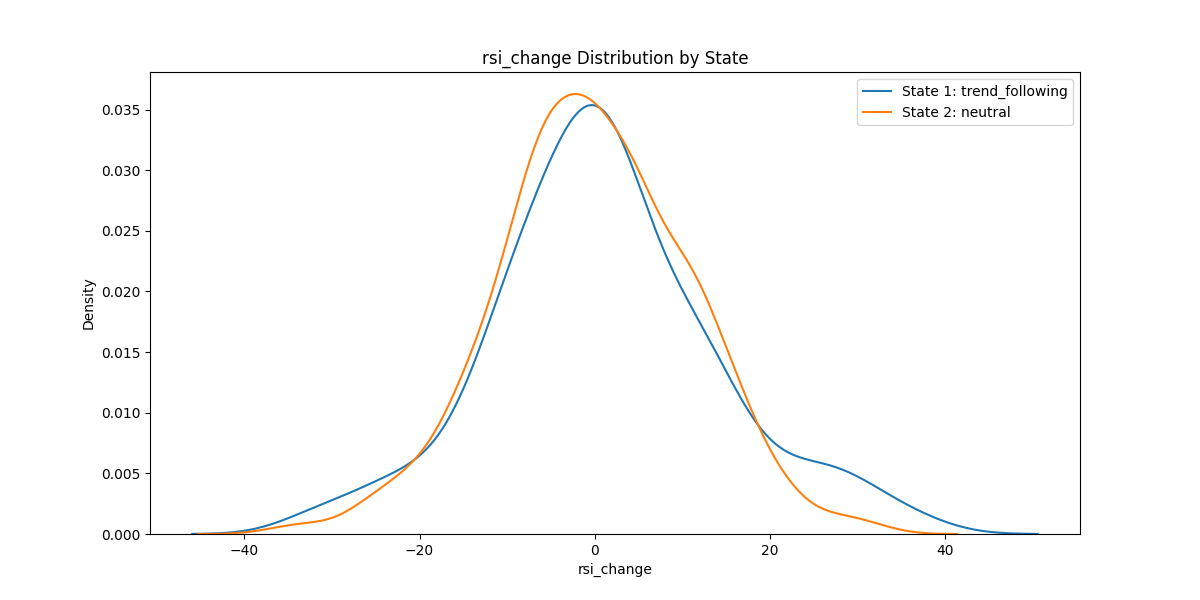 rsi_change Distribution by State
State 1: trend_following
State 2: neutral
Density
0.035
0.030
0.025
0.020
0.015
0.010
0.005
0.000
−40
−20
0
20
40
rsi_change